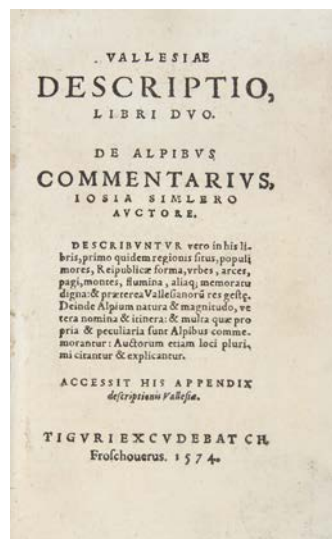 VALLESIAE
DESCRIPTIO,
LIBRI DVO.
DE ALPIBVS
COMMENTARIVS,
IOSIA SIMLERO
AVCTORE.
DESCRIBVNTVR vero in his li-
bris, primo quidem regionis ſitus, populi
mores, Reipublicæ forma, vrbes, arces,
pagi, montes, flumina, aliaq; memoratu
digna: & præterea Valleſianorũ res geſtę.
Deinde Alpium natura & magnitudo, ve
tera nomina & itinera: & multa quæ pro
pria & peculiaria ſunt Alpibus comme-
morantur: Auctorum etiam loci pluri,
mi citantur & explicantur.
ACCESSIT HIS APPENDIX
deſcriptionis Valleſiæ.
TIGVRI EXCVDEBAT CH.
Froſchouerus. 1574.